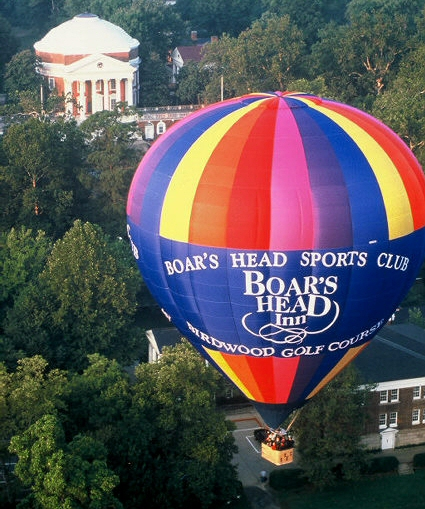 BOAR'S HEAD SPORTS CLUB
BOAR'S
HEAD
Inn
BIRDWOOD GOLF COURSE